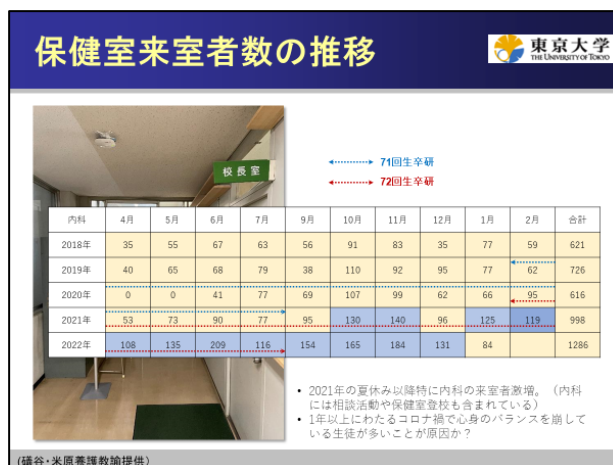 保健室来室者数の推移
東京大学
THE UNIVERSITY OF TOKYO
校長室
71回生卒研
72回生卒研
内科 4月 5月 6月 7月 9月 10月 11月 12月 1月 2月 合計
2018年 35 55 67 63 56 91 83 35 77 59 621
2019年 40 65 68 79 38 110 92 95 77 62 726
2020年 0 0 41 77 69 107 99 62 66 95 616
2021年 53 73 90 77 95 130 140 96 125 119 998
2022年 108 135 209 116 154 165 184 131 84 1286
• 2021年の夏休み以降特に内科の来室者激増。（内科
には相談活動や保健室登校も含まれている）
• 1年以上にわたるコロナ禍で心身のバランスを崩して
いる生徒が多いことが原因か？
(礒谷・米原養護教諭提供)